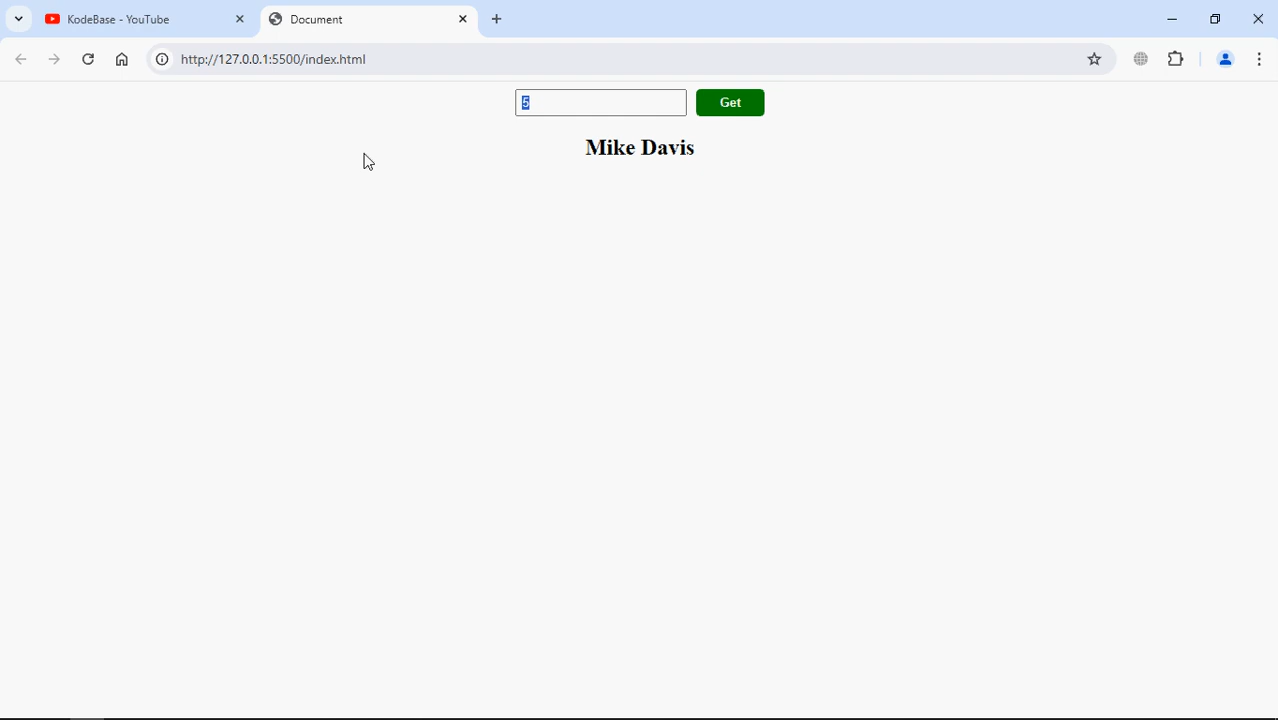 KodeBase - YouTube
Document
http://127.0.0.1:5500/index.html
5
Get
Mike Davis